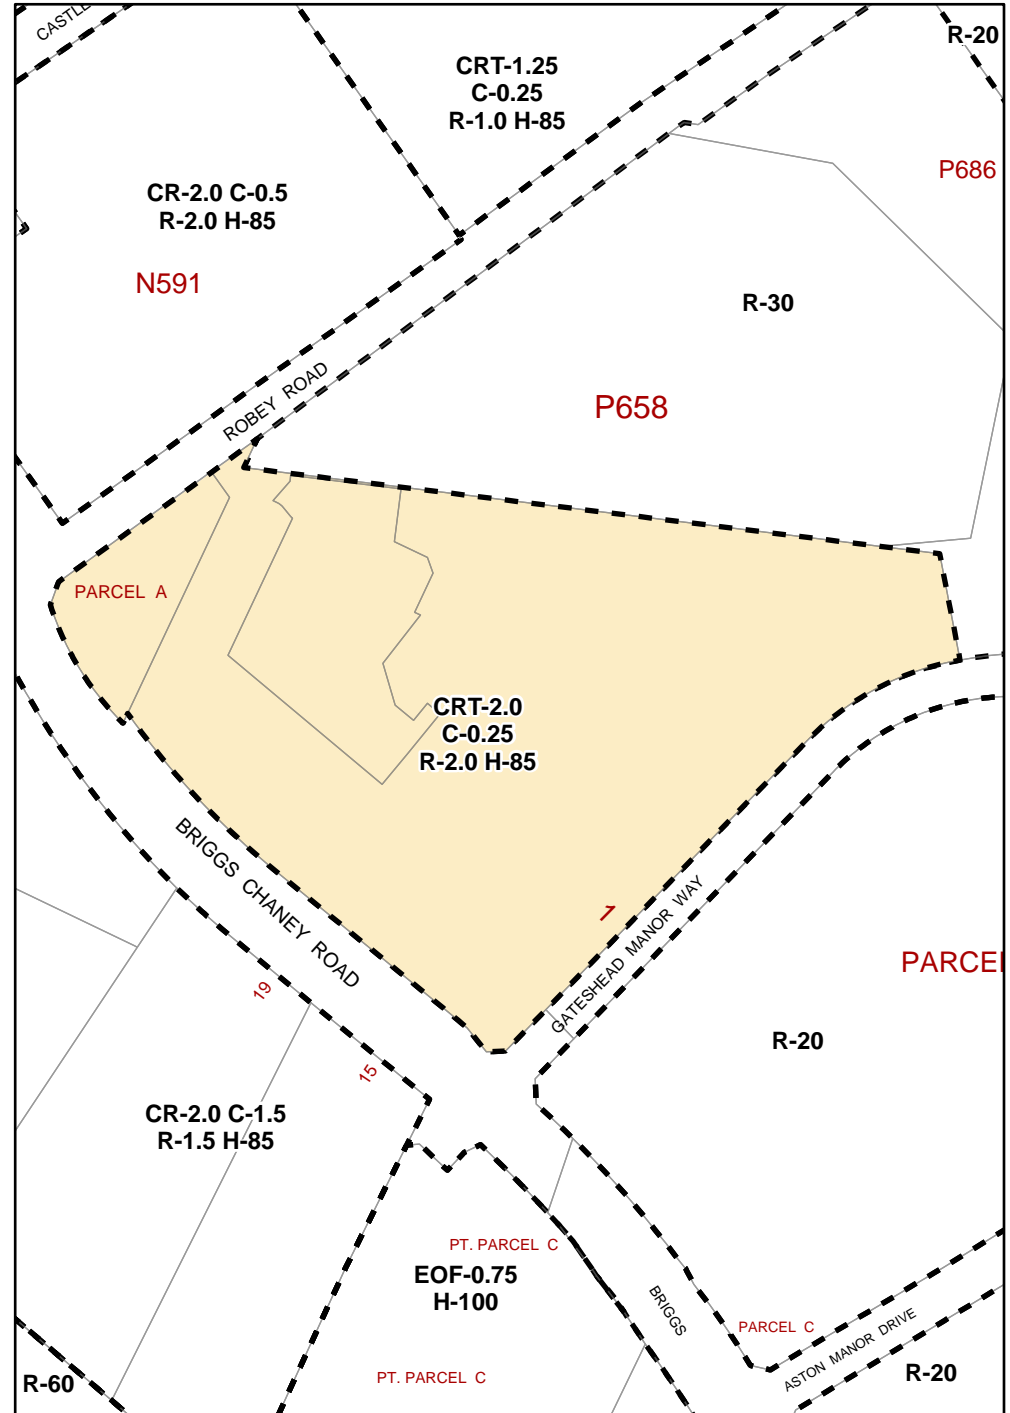 CASTLE
R-20
CRT-1.25
C-0.25
R-1.0 H-85
P686
CR-2.0 C-0.5
R-2.0 H-85
N591
R-30
ROBEY ROAD
P658
PARCEL A
CRT-2.0
C-0.25
R-2.0 H-85
BRIGGS CHANEY ROAD
1
GATESHEAD MANOR WAY
PARCEL
19
R-20
15
CR-2.0 C-1.5
R-1.5 H-85
PT. PARCEL C
EOF-0.75
H-100
BRIGGS
PARCEL C
ASTON MANOR DRIVE
R-60
PT. PARCEL C
R-20